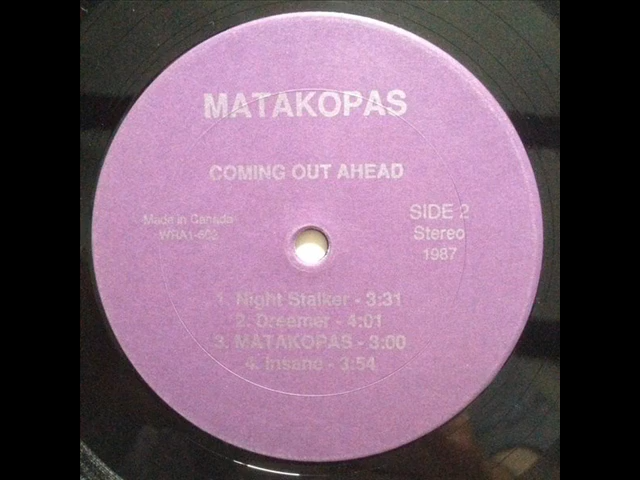 MATAKOPAS
COMING OUT AHEAD
Made in Canada
WRA1-602
SIDE 2
Stereo
1987
1. Night Stalker - 3:31
2. Dreamer - 4:01
3. MATAKOPAS - 3:00
4. Insane - 3:54